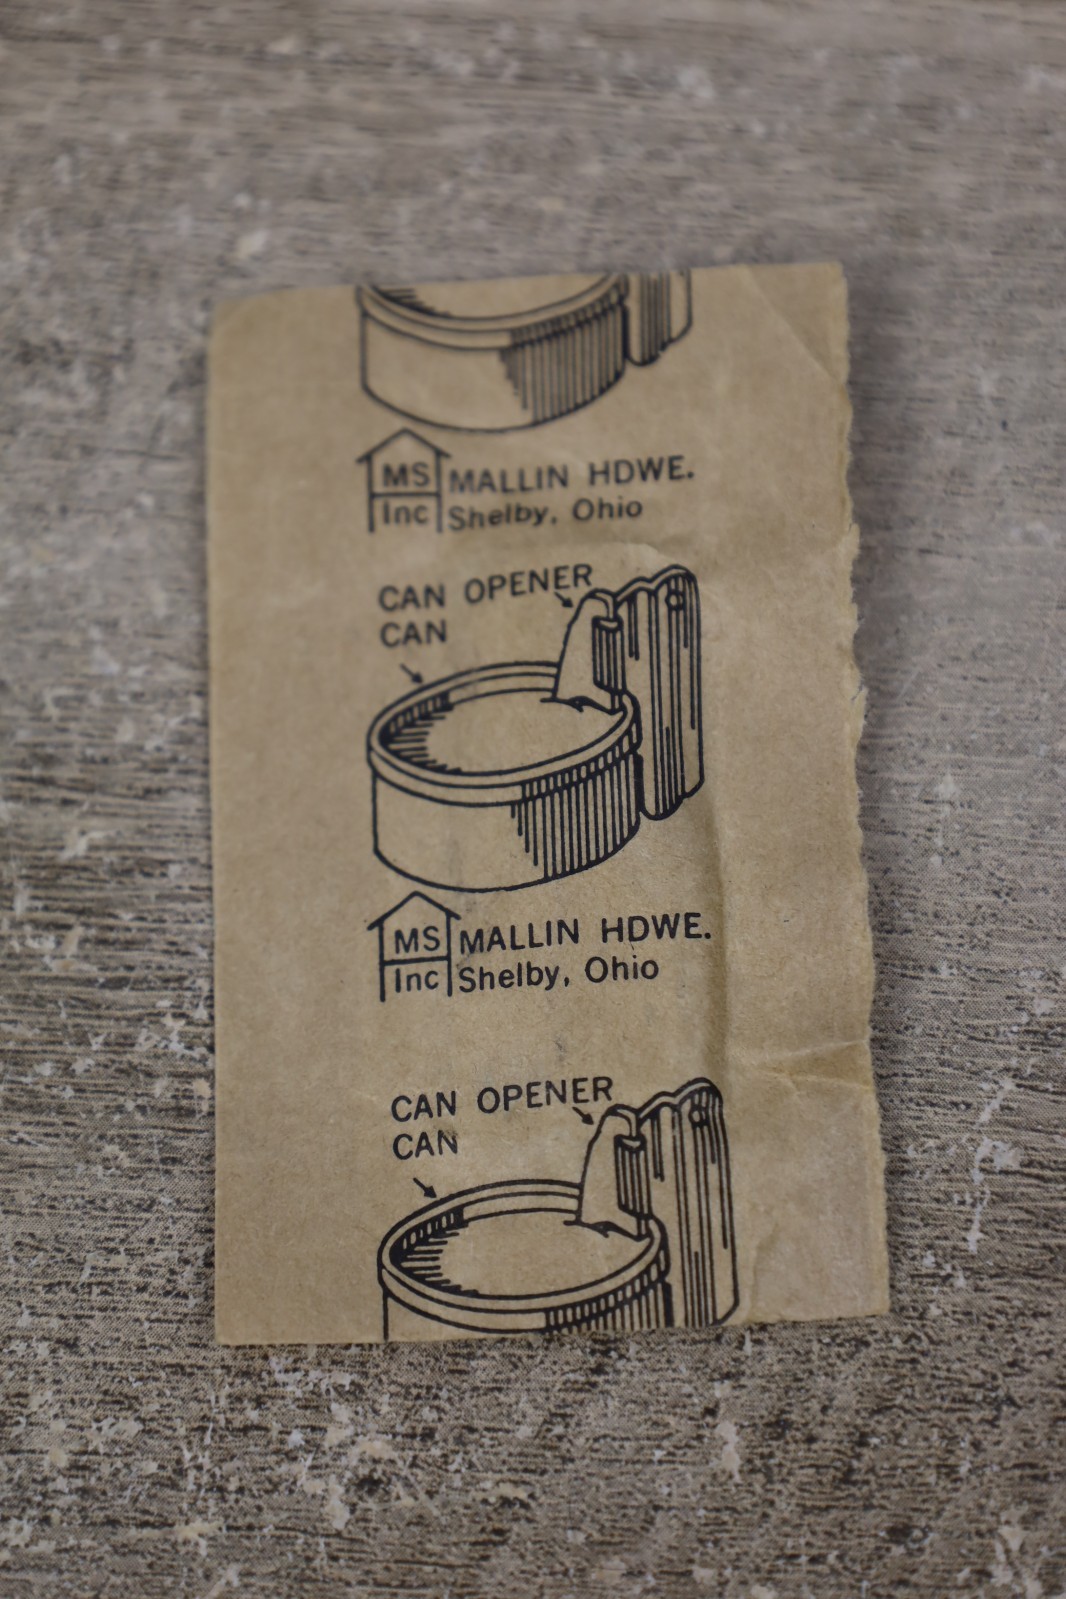 MS MALLIN HDWE.
Inc Shelby, Ohio
CAN OPENER
CAN
MS MALLIN HDWE.
Inc Shelby, Ohio
CAN OPENER
CAN